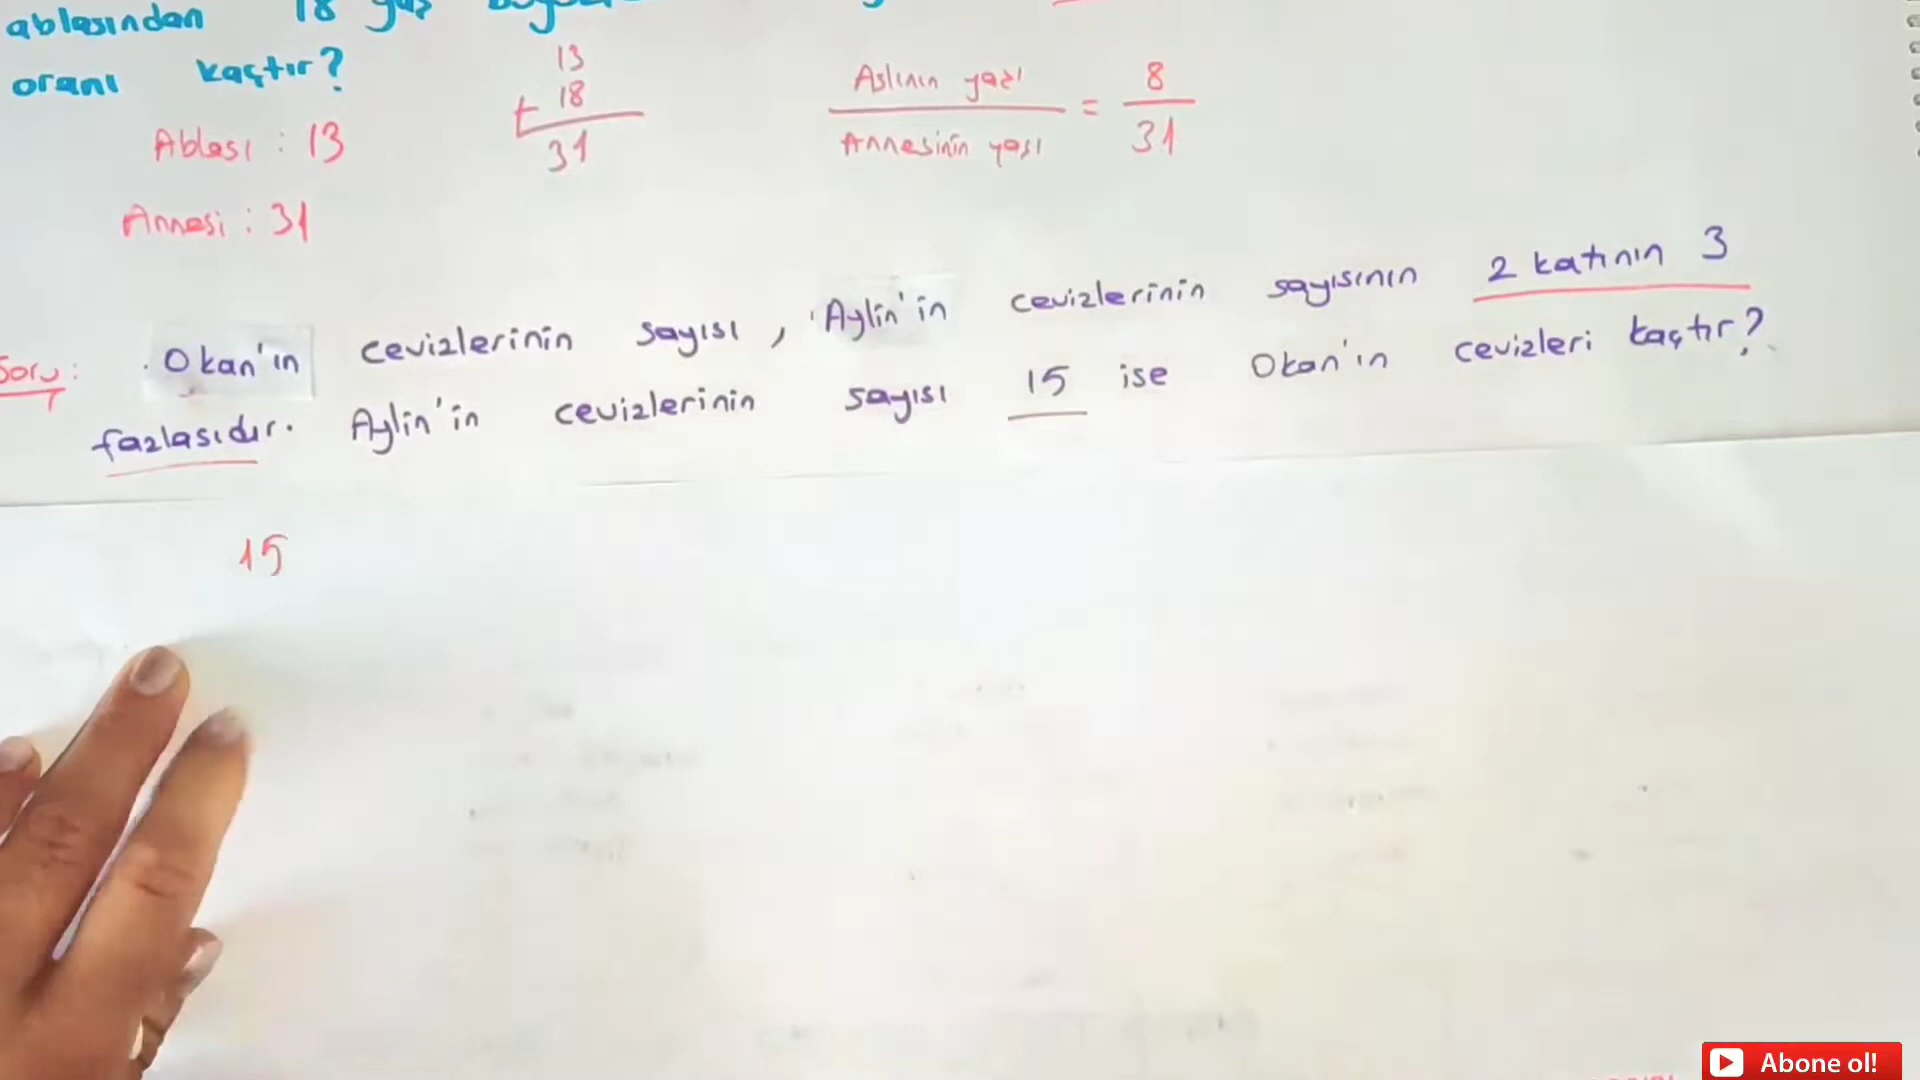 ablasından 18 yaş
oranı kaçtır?
13
+ 18
31
Ablası : 13
Annesi : 31
Aslının yaşı
Annesinin yaşı
=
8
31
Soru: Okan'ın cevizlerinin sayısı, Aylin'in cevizlerinin sayısının 2 katının 3
fazlasıdır. Aylin'in cevizlerinin sayısı 15 ise Okan'ın cevizleri kaçtır?
15
Abone ol!